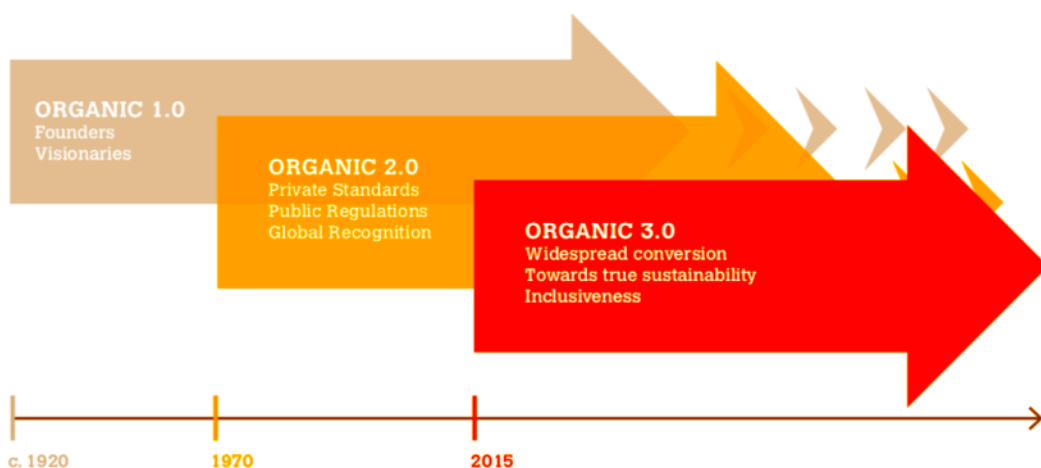 ORGANIC 1.0
Founders
Visionaries
ORGANIC 2.0
Private Standards
Public Regulations
Global Recognition
ORGANIC 3.0
Widespread conversion
Towards true sustainability
Inclusiveness
c. 1920
1970
2015